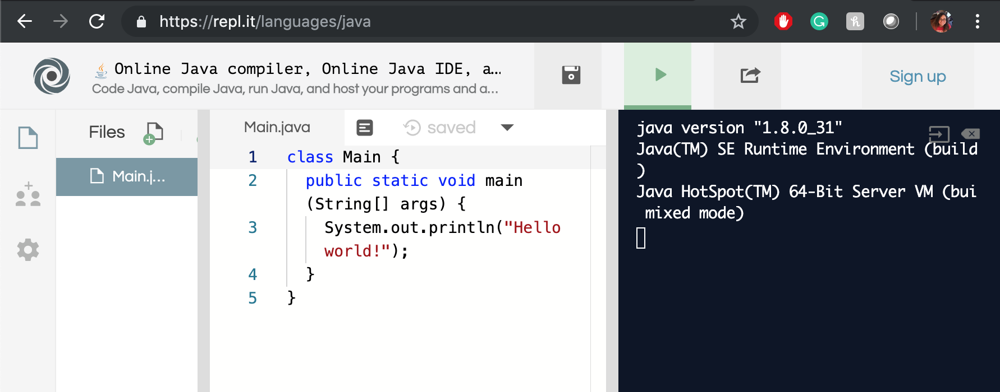 https://repl.it/languages/java
Online Java compiler, Online Java IDE, a...
Code Java, compile Java, run Java, and host your programs and a...
Sign up
Files
Main.j...
Main.java
saved
1 class Main {
2 public static void main
(String[] args) {
3 System.out.println("Hello
world!");
4 }
5 }
java version "1.8.0_31"
Java(TM) SE Runtime Environment (build
)
Java HotSpot(TM) 64-Bit Server VM (bui
mixed mode)